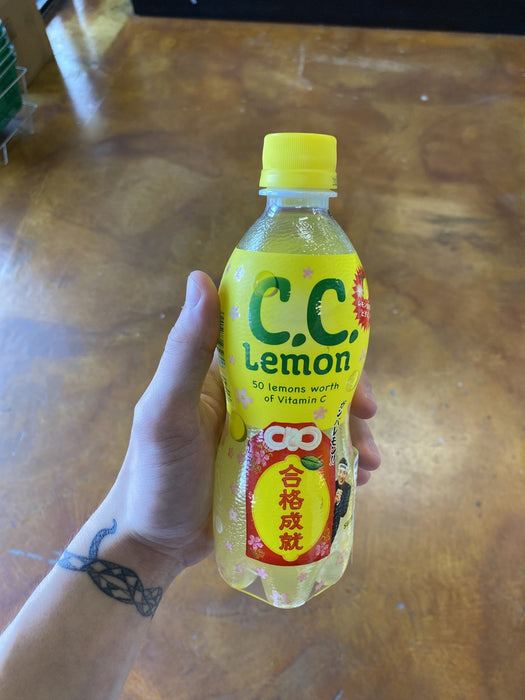 C.C.
Lemon
50 lemons worth
of Vitamin C
合格成就